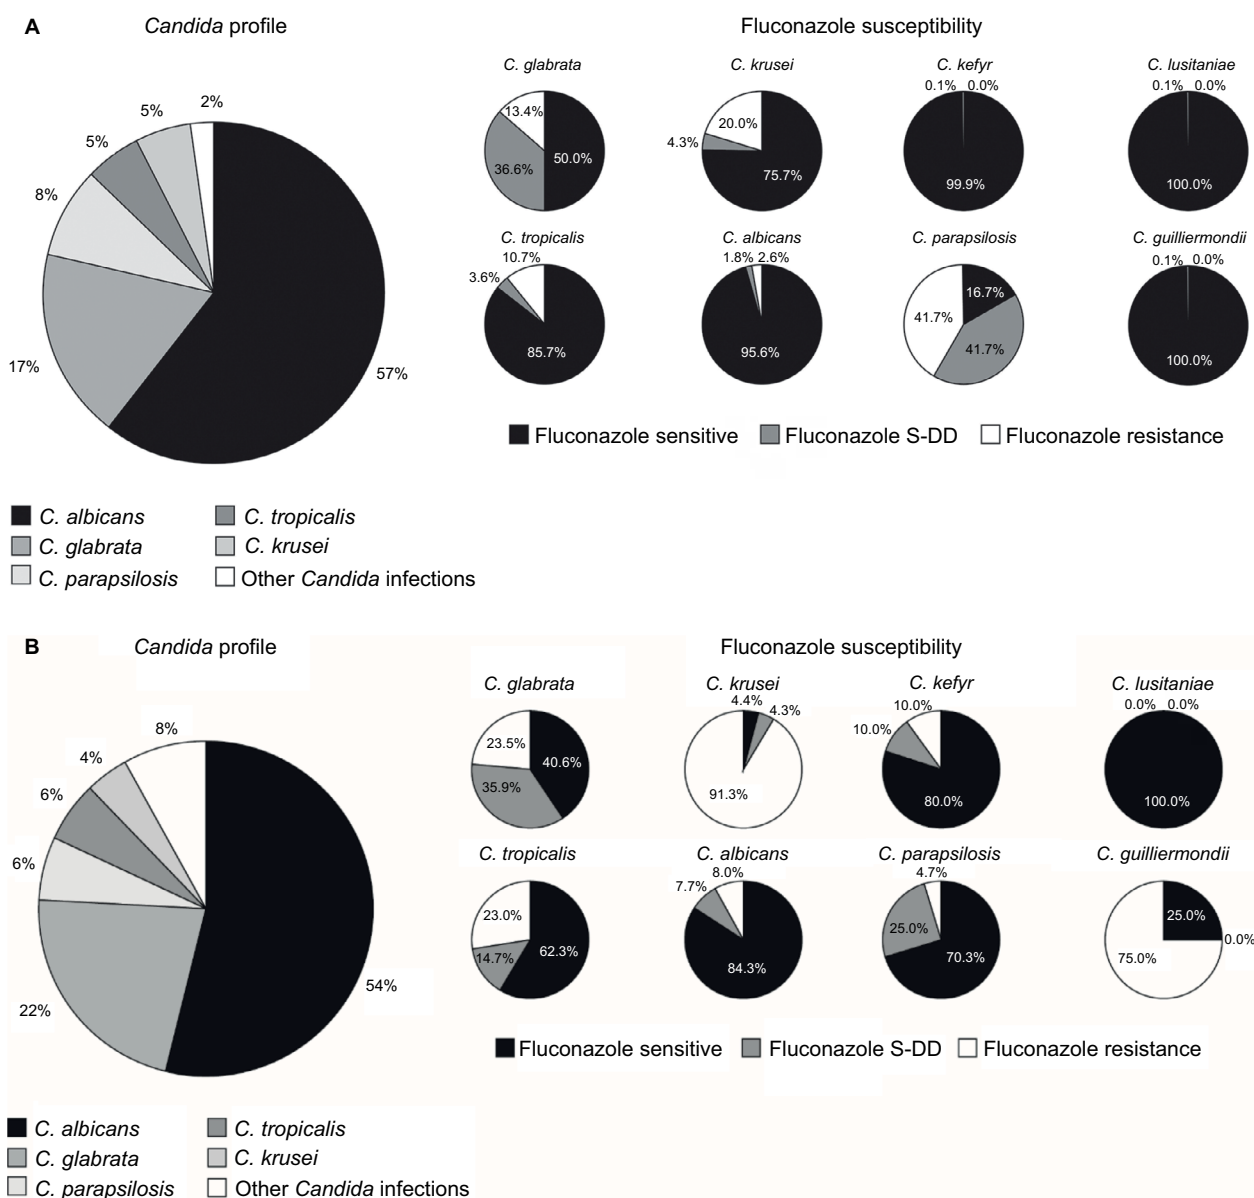 A
Candida profile
Fluconazole susceptibility
2%
5%
5%
8%
17%
57%
C. glabrata
13.4%
50.0%
36.6%
C. krusei
20.0%
4.3%
75.7%
C. kefyr
0.1% 0.0%
99.9%
C. lusitaniae
0.1% 0.0%
100.0%
C. tropicalis
10.7%
3.6%
85.7%
C. albicans
1.8% 2.6%
95.6%
C. parapsilosis
16.7%
41.7%
41.7%
C. guilliermondii
0.1% 0.0%
100.0%
Fluconazole sensitive Fluconazole S-DD Fluconazole resistance
C. albicans C. tropicalis
C. glabrata C. krusei
C. parapsilosis Other Candida infections
B
Candida profile
Fluconazole susceptibility
8%
4%
6%
6%
22%
54%
C. glabrata
23.5%
40.6%
35.9%
C. krusei
4.4%
4.3%
91.3%
C. kefyr
10.0%
10.0%
80.0%
C. lusitaniae
0.0% 0.0%
100.0%
C. tropicalis
23.0%
62.3%
14.7%
C. albicans
8.0%
7.7%
84.3%
C. parapsilosis
4.7%
25.0%
70.3%
C. guilliermondii
25.0%
0.0%
75.0%
Fluconazole sensitive Fluconazole S-DD Fluconazole resistance
C. albicans C. tropicalis
C. glabrata C. krusei
C. parapsilosis Other Candida infections